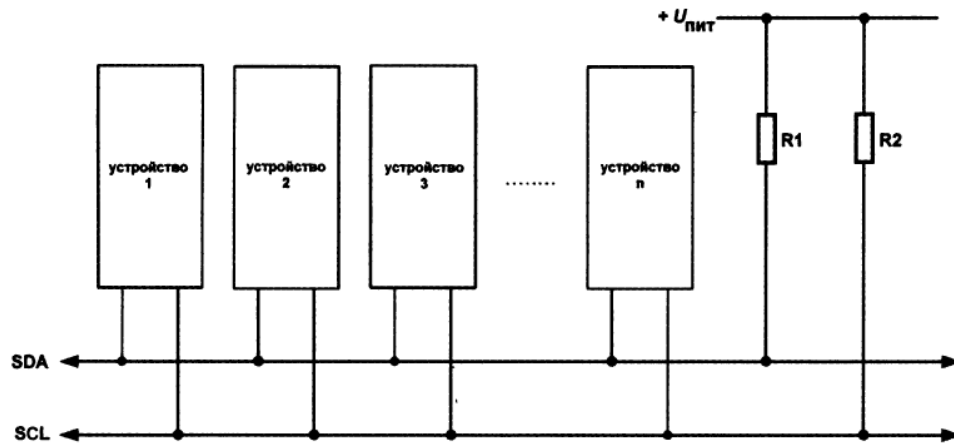 + Uпит
устройство
1
устройство
2
устройство
3
........
устройство
n
R1
R2
SDA
SCL